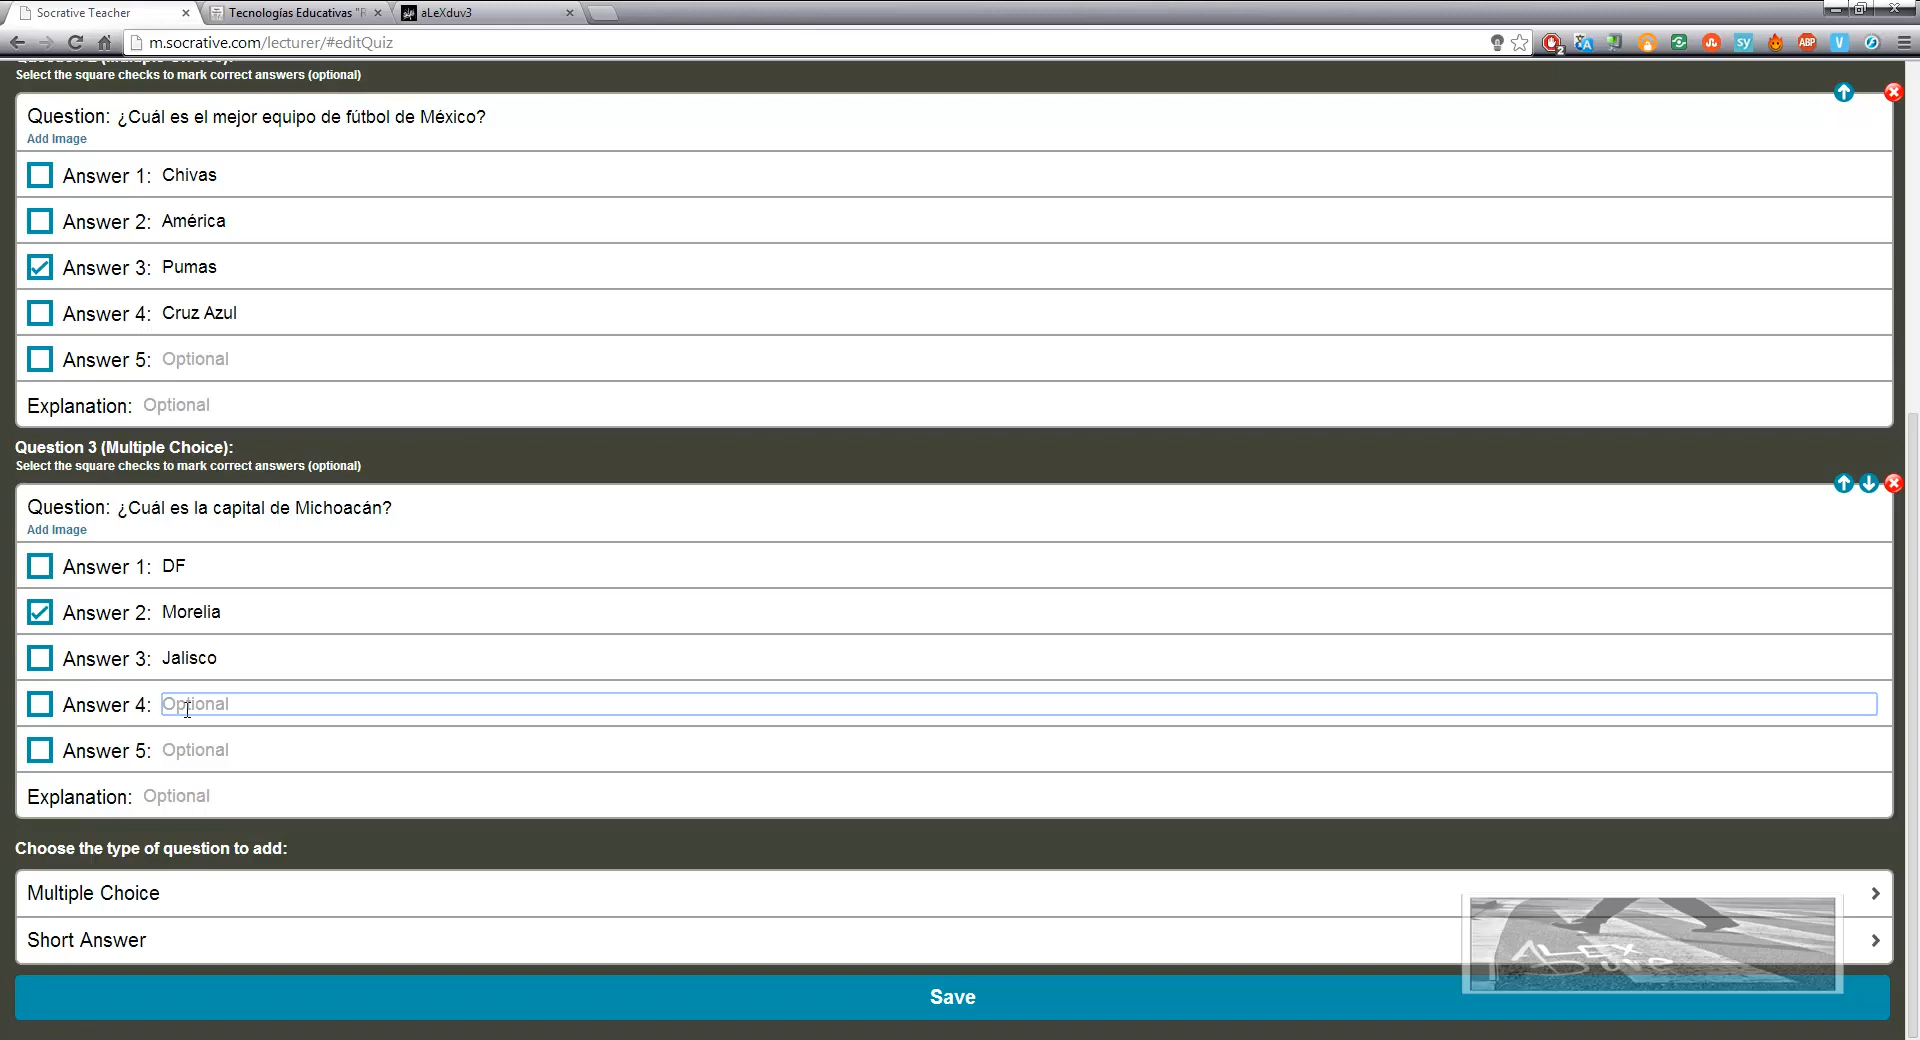 Socrative Teacher
Tecnologías Educativas "R
aLeXduv3
m.socrative.com/lecturer/#editQuiz
Select the square checks to mark correct answers (optional)
Question: ¿Cuál es el mejor equipo de fútbol de México?
Add Image
Answer 1: Chivas
Answer 2: América
Answer 3: Pumas
Answer 4: Cruz Azul
Answer 5: Optional
Explanation: Optional
Question 3 (Multiple Choice):
Select the square checks to mark correct answers (optional)
Question: ¿Cuál es la capital de Michoacán?
Add Image
Answer 1: DF
Answer 2: Morelia
Answer 3: Jalisco
Answer 4: Optional
Answer 5: Optional
Explanation: Optional
Choose the type of question to add:
Multiple Choice
Short Answer
Save
ALEX